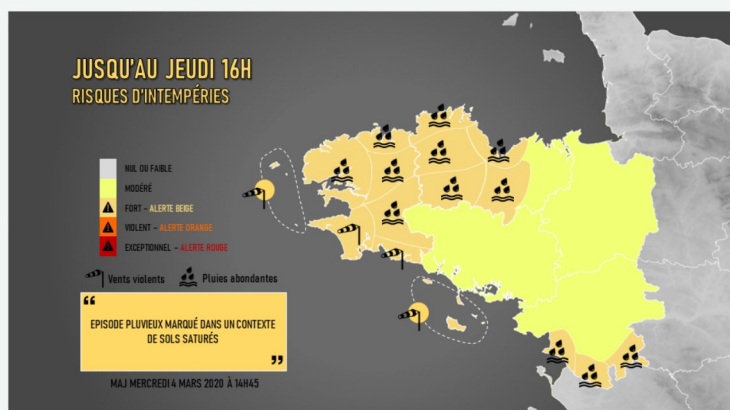 JUSQU'AU JEUDI 16H
RISQUES D'INTEMPÉRIES
NUL OU FAIBLE
MODÉRÉ
FORT - ALERTE BEIGE
VIOLENT - ALERTE ORANGE
EXCEPTIONNEL - ALERTE ROUGE
Vents violents
Pluies abondantes
“
EPISODE PLUVIEUX MARQUÉ DANS UN CONTEXTE
DE SOLS SATURÉS
”
MAJ MERCREDI 4 MARS 2020 À 14H45